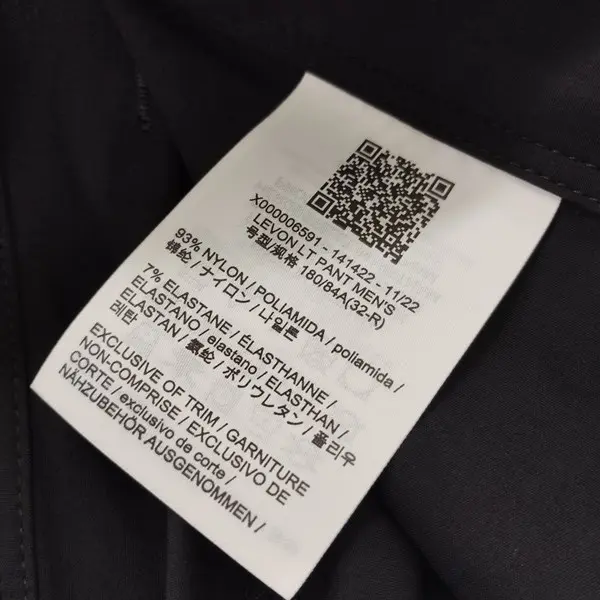 X000006591 - 141422 - 11/22
LEVON LT PANT MEN'S
号型/规格 180/84A(32-R)
93% NYLON / POLIAMIDA / poliamida /
锦纶 / ナイロン / 나일론
7% ELASTANE / ÉLASTHANNE /
ELASTANO / elastano / ELASTHAN /
ELASTAN / 氨纶 / ポリウレタン / 폴리우
레탄
EXCLUSIVE OF TRIM / GARNITURE
NON-COMPRISE / EXCLUSIVO DE
CORTE / exclusivo de corte /
NÄHZUBEHÖR AUSGENOMMEN /